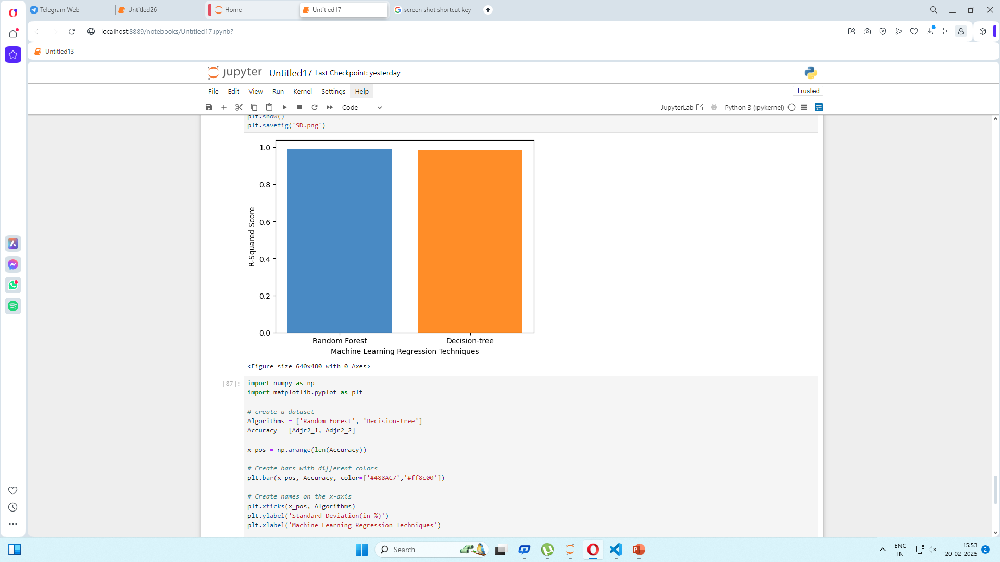 Telegram Web
Untitled26
Home
Untitled17
screen shot shortcut key -
localhost:8889/notebooks/Untitled17.ipynb?
Untitled13
jupyter Untitled17 Last Checkpoint: yesterday
File Edit View Run Kernel Settings Help
Trusted
Code
JupyterLab
Python 3 (ipykernel)
plt.show()
plt.savefig('SD.png')
1.0
0.8
0.6
0.4
0.2
0.0
R-Squared Score
Random Forest
Decision-tree
Machine Learning Regression Techniques
<Figure size 640x480 with 0 Axes>
[87]:
import numpy as np
import matplotlib.pyplot as plt
# create a dataset
Algorithms = ['Random Forest', 'Decision-tree']
Accuracy = [Adjr2_1, Adjr2_2]
x_pos = np.arange(len(Accuracy))
# Create bars with different colors
plt.bar(x_pos, Accuracy, color=['#488AC7','#ff8c00'])
# Create names on the x-axis
plt.xticks(x_pos, Algorithms)
plt.ylabel('Standard Deviation(in %)')
plt.xlabel('Machine Learning Regression Techniques')
Search
ENG
IN
15:53
20-02-2025
2